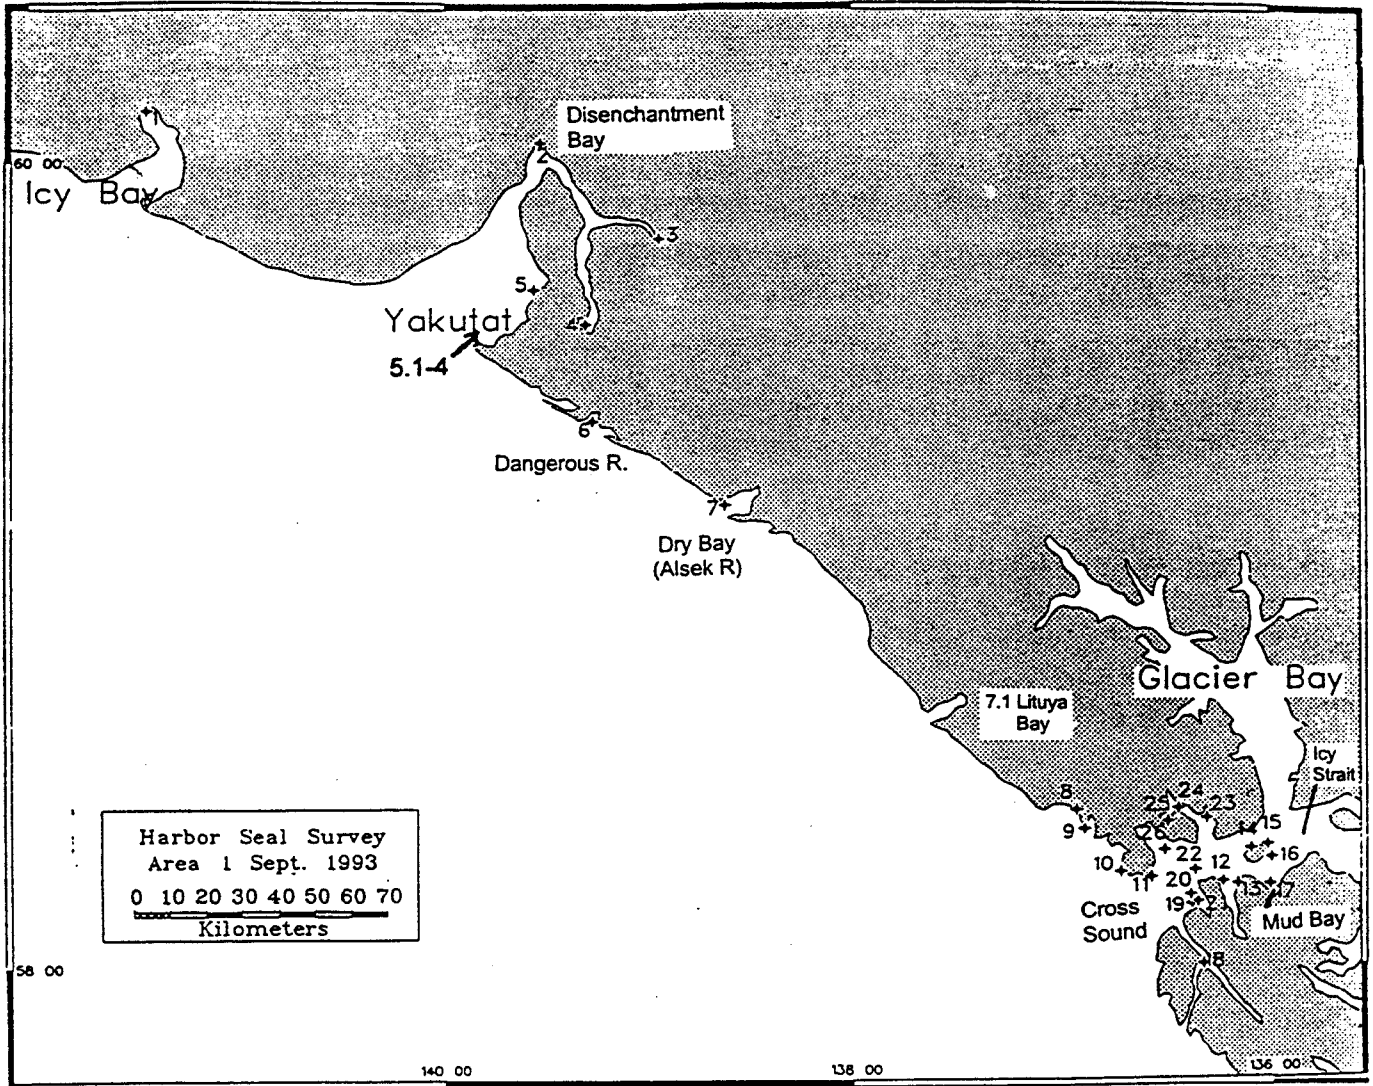 1
Disenchantment
Bay
2
60 00
Icy Bay
3
5
4
Yakutat
5.1-4
6
Dangerous R.
7
Dry Bay
(Alsek R)
Glacier Bay
7.1 Lituya
Bay
Icy
Strait
8
24
25
23
9
15
26
22
16
10
12
11
20
13
17
19
21
Cross
Sound
Mud Bay
Harbor Seal Survey
Area 1 Sept. 1993
0 10 20 30 40 50 60 70
Kilometers
58 00
140 00
138 00
136 00